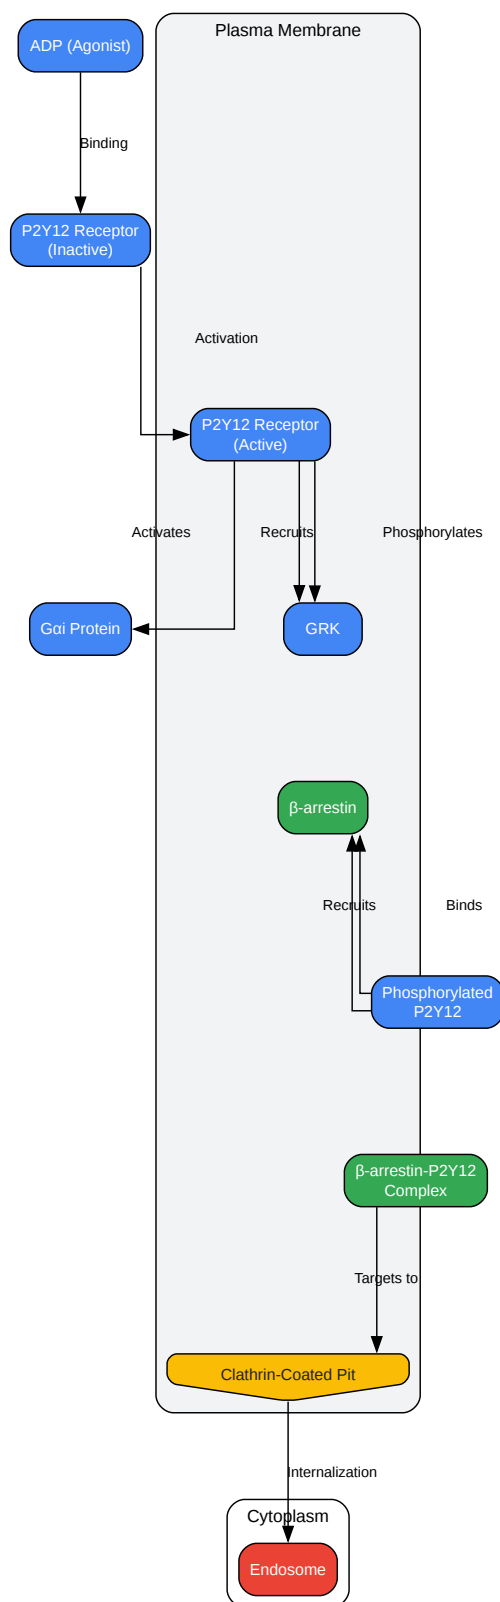 Plasma Membrane
ADP (Agonist)
Binding
P2Y12 Receptor
(Inactive)
Activation
P2Y12 Receptor
(Active)
Activates
Recruits
Phosphorylates
Gαi Protein
GRK
β-arrestin
Recruits
Binds
Phosphorylated
P2Y12
β-arrestin-P2Y12
Complex
Targets to
Clathrin-Coated Pit
Internalization
Cytoplasm
Endosome